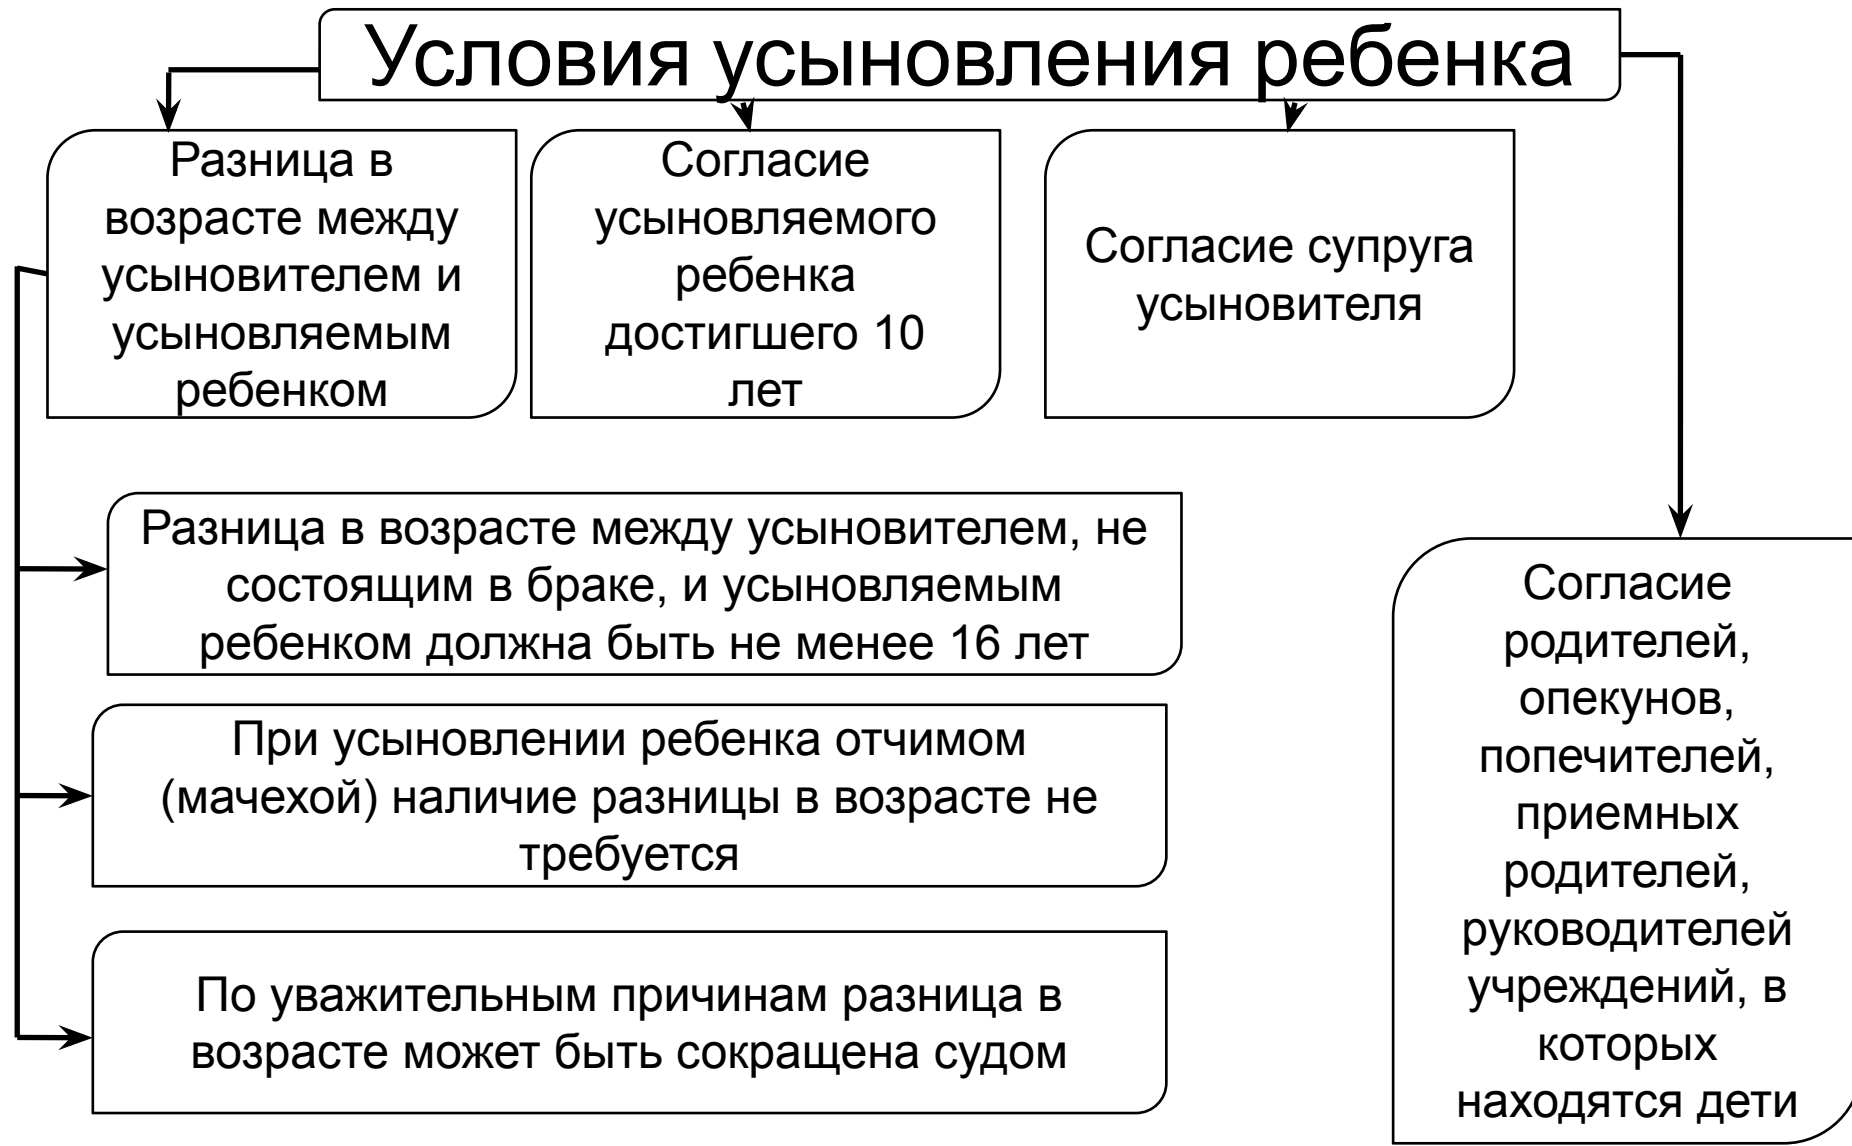 Условия усыновления ребенка
Разница в
возрасте между
усыновителем и
усыновляемым
ребенком
Согласие
усыновляемого
ребенка
достигшего 10
лет
Согласие супруга
усыновителя
Разница в возрасте между усыновителем, не
состоящим в браке, и усыновляемым
ребенком должна быть не менее 16 лет
При усыновлении ребенка отчимом
(мачехой) наличие разницы в возрасте не
требуется
По уважительным причинам разница в
возрасте может быть сокращена судом
Согласие
родителей,
опекунов,
попечителей,
приемных
родителей,
руководителей
учреждений, в
которых
находятся дети